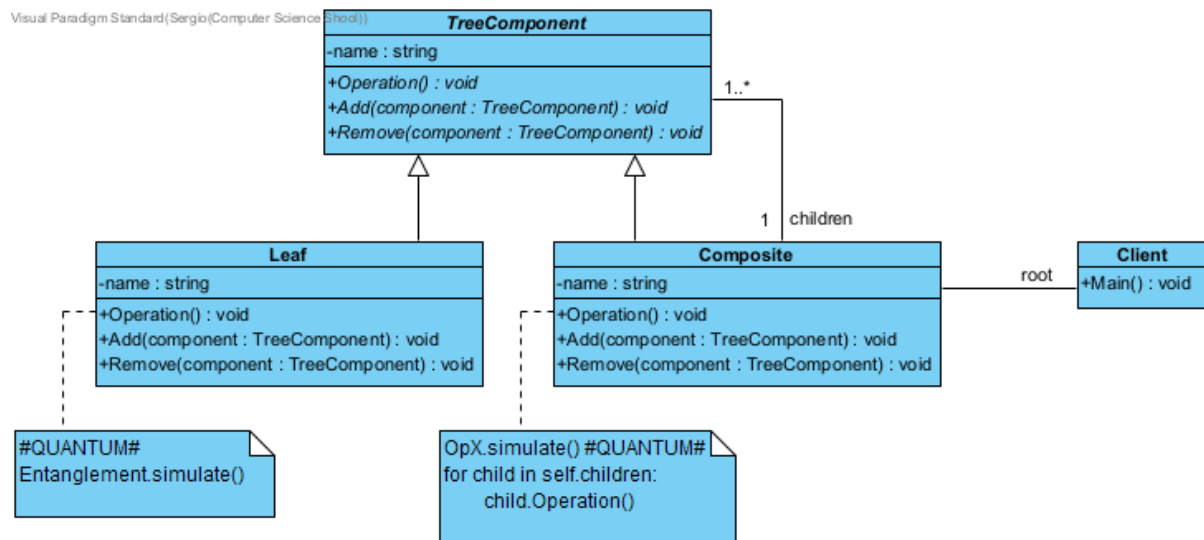 Visual Paradigm Standard(Sergio(Computer Science Shool))
TreeComponent
-name : string
+Operation() : void
+Add(component : TreeComponent) : void
+Remove(component : TreeComponent) : void
1..*
1
children
Leaf
-name : string
+Operation() : void
+Add(component : TreeComponent) : void
+Remove(component : TreeComponent) : void
Composite
-name : string
+Operation() : void
+Add(component : TreeComponent) : void
+Remove(component : TreeComponent) : void
root
Client
+Main() : void
#QUANTUM#
Entanglement.simulate()
OpX.simulate() #QUANTUM#
for child in self.children:
child.Operation()